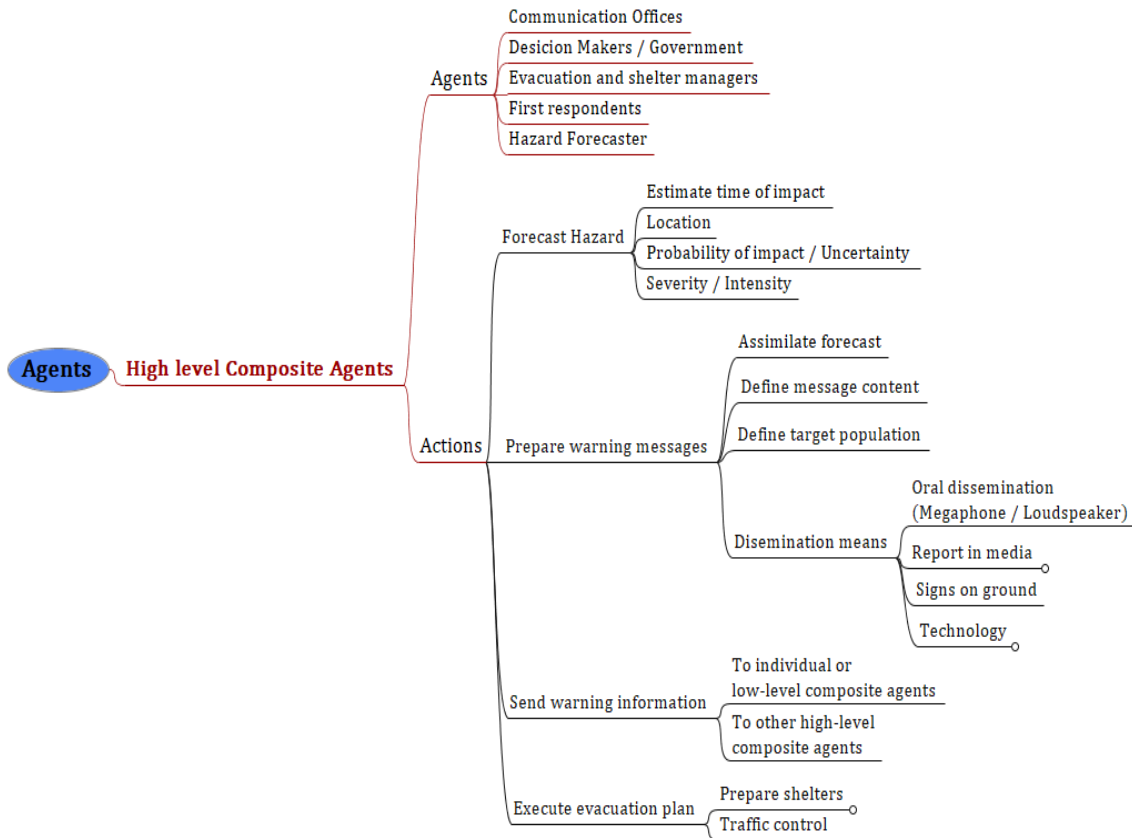 Communication Offices
Desicion Makers / Government
Agents
Evacuation and shelter managers
First respondents
Hazard Forecaster
Estimate time of impact
Location
Forecast Hazard
Probability of impact / Uncertainty
Severity / Intensity
Agents
High level Composite Agents
Assimilate forecast
Define message content
Actions
Prepare warning messages
Define target population
Oral dissemination
(Megaphone / Loudspeaker)
Disemination means
Report in media
Signs on ground
Technology
To individual or
low-level composite agents
Send warning information
To other high-level
composite agents
Prepare shelters
Execute evacuation plan
Traffic control